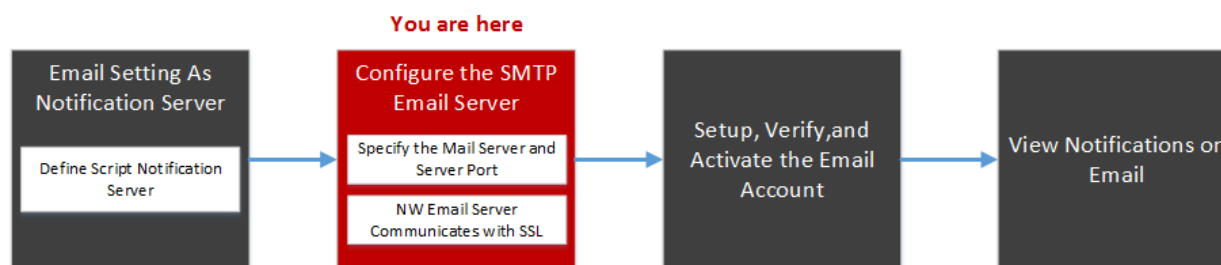 You are here
Email Setting As
Notification Server
Define Script Notification
Server
Configure the SMTP
Email Server
Specify the Mail Server and
Server Port
NW Email Server
Communicates with SSL
Setup, Verify,and
Activate the Email
Account
View Notifications on
Email